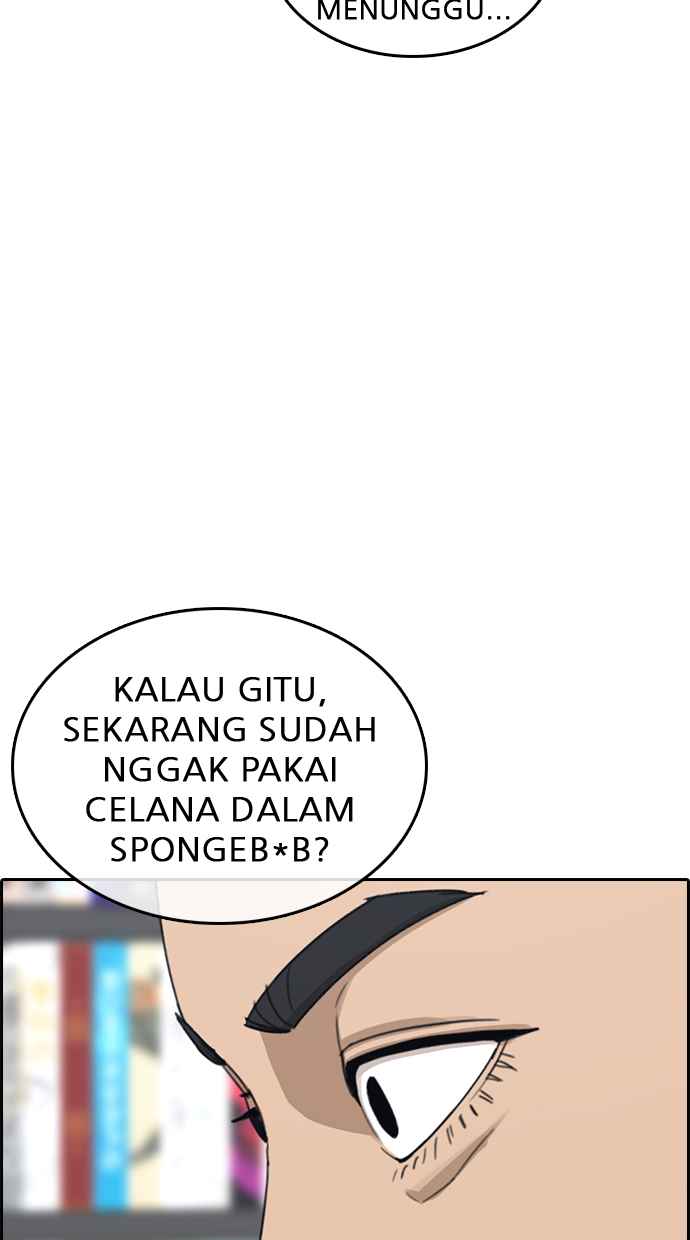 MENUNGGU...
KALAU GITU,
SEKARANG SUDAH
NGGAK PAKAI
CELANA DALAM
SPONGEB*B?